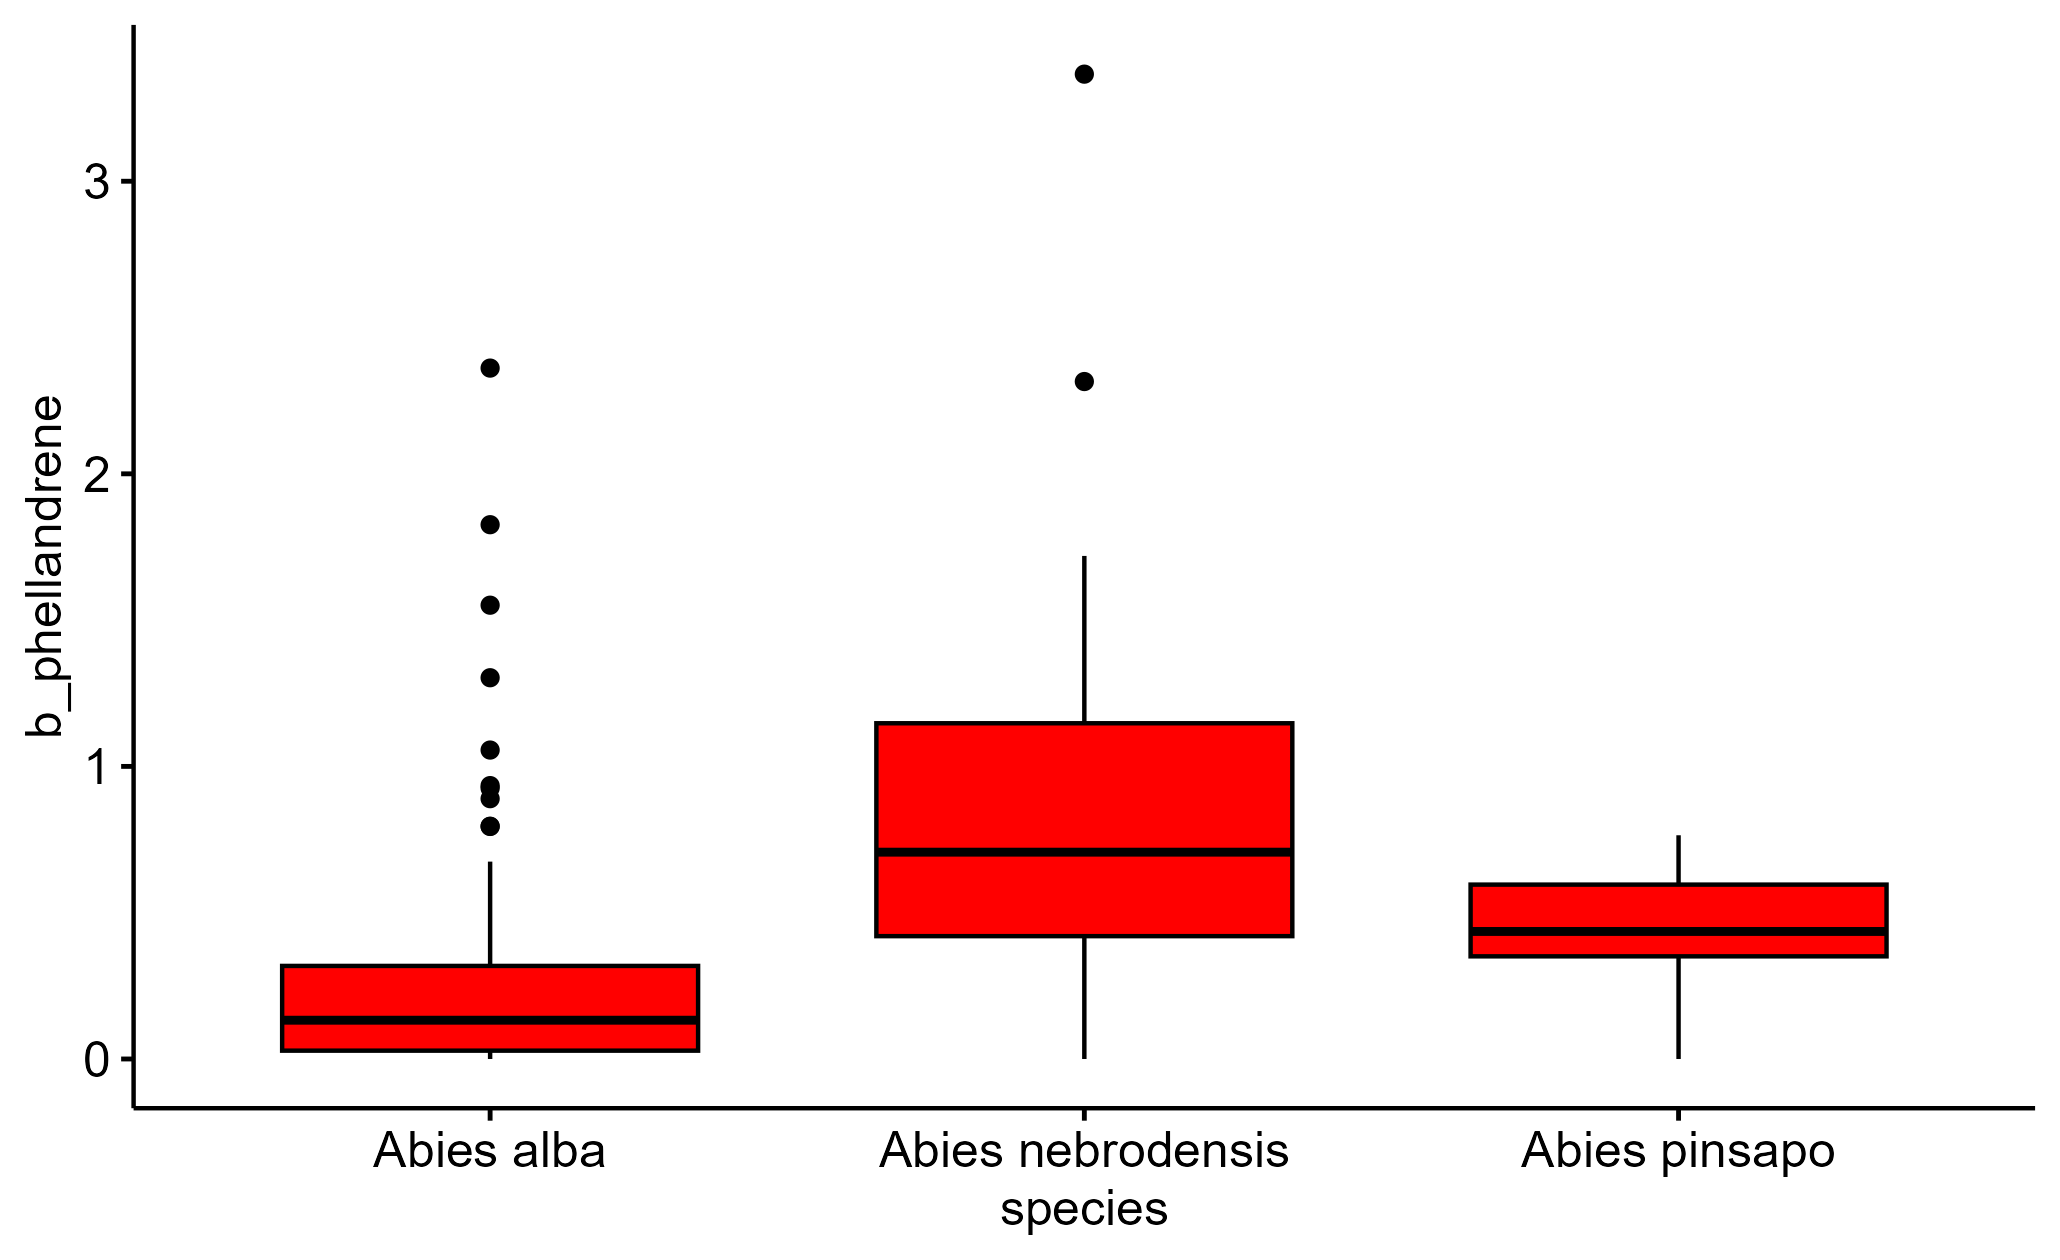 b_phellandrene
3
2
1
0
Abies alba
Abies nebrodensis
Abies pinsapo
species